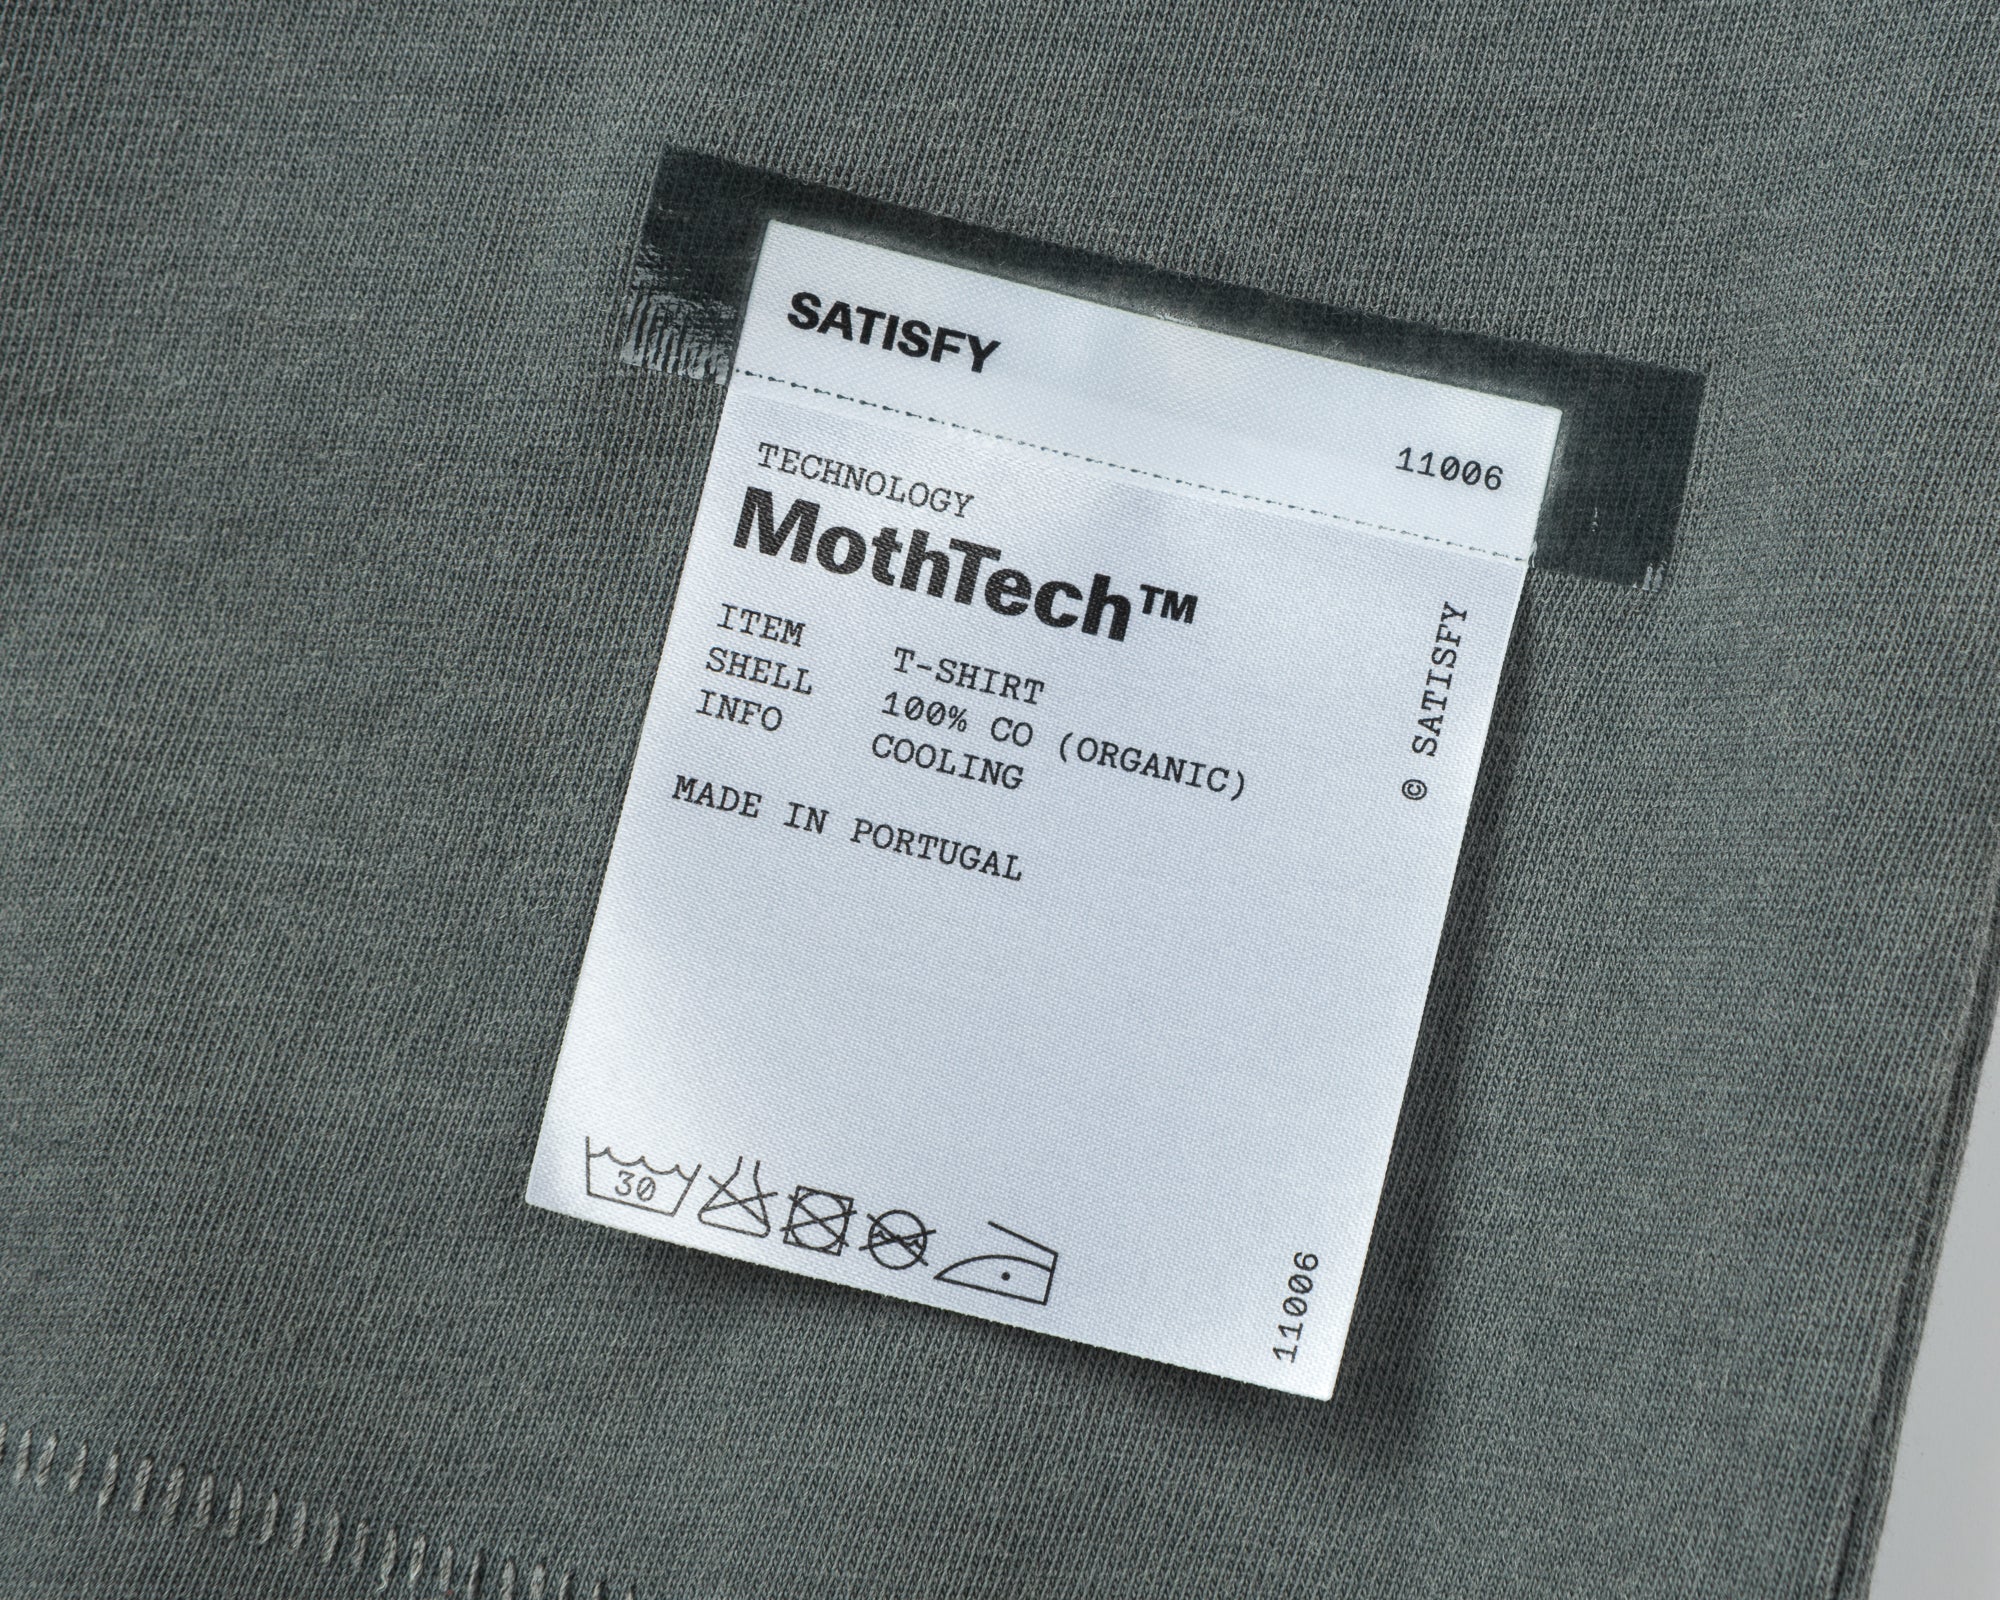 SATISFY
11006
TECHNOLOGY
MothTech™
ITEM T-SHIRT
SHELL 100% CO (ORGANIC)
INFO COOLING
MADE IN PORTUGAL
© SATISFY
30
11006